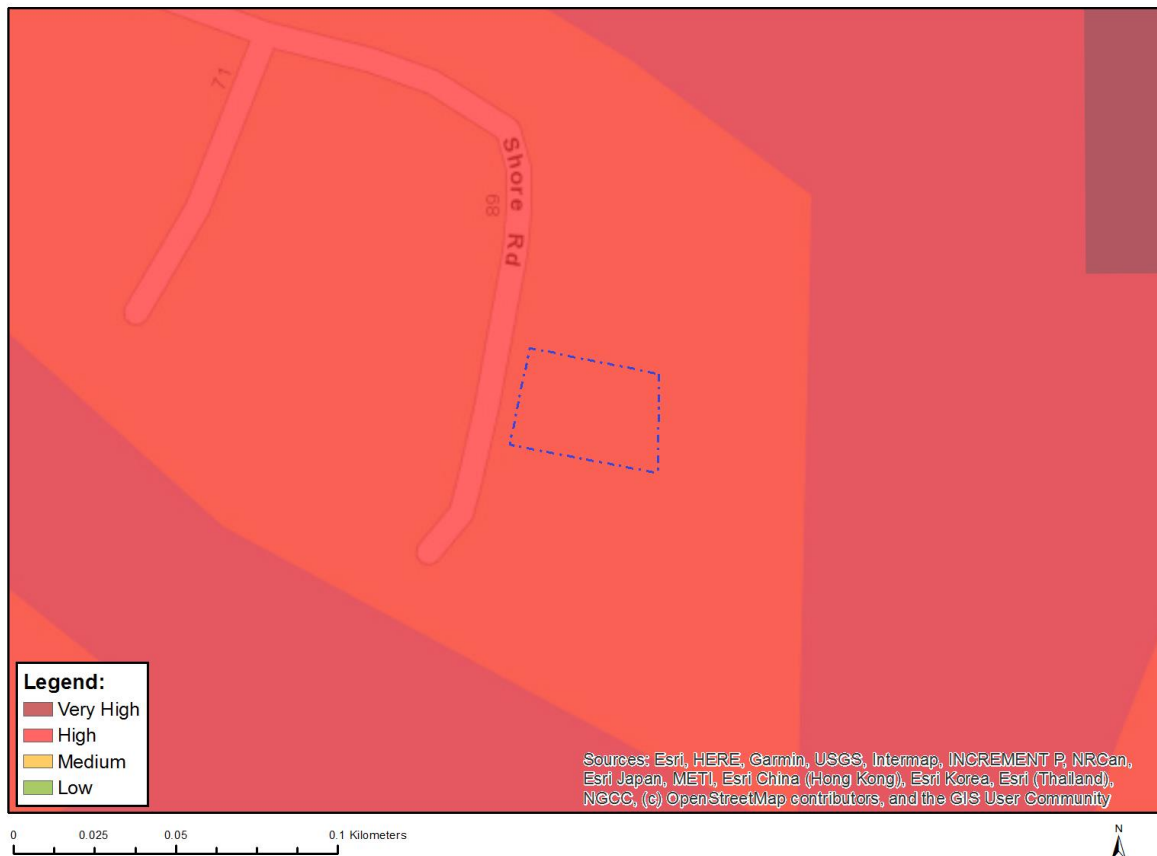 71
Shore Rd
68
Legend:
Very High
High
Medium
Low
Sources: Esri, HERE, Garmin, USGS, Intermap, INCREMENT P, NRCan,
Esri Japan, METI, Esri China (Hong Kong), Esri Korea, Esri (Thailand),
NGCC, (c) OpenStreetMap contributors, and the GIS User Community
0 0.025 0.05 0.1 Kilometers
N